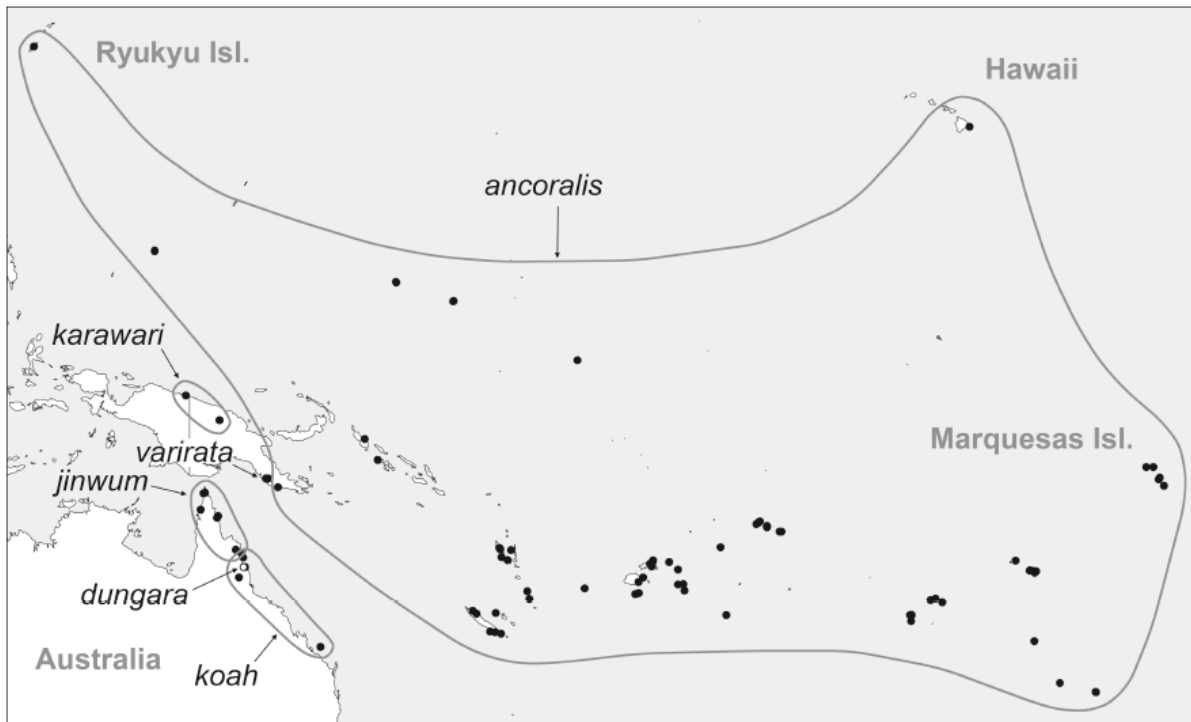 Ryukyu Isl.
Hawaii
ancoralis
karawari
Marquesas Isl.
varirata
jinwum
dungara
Australia
koah